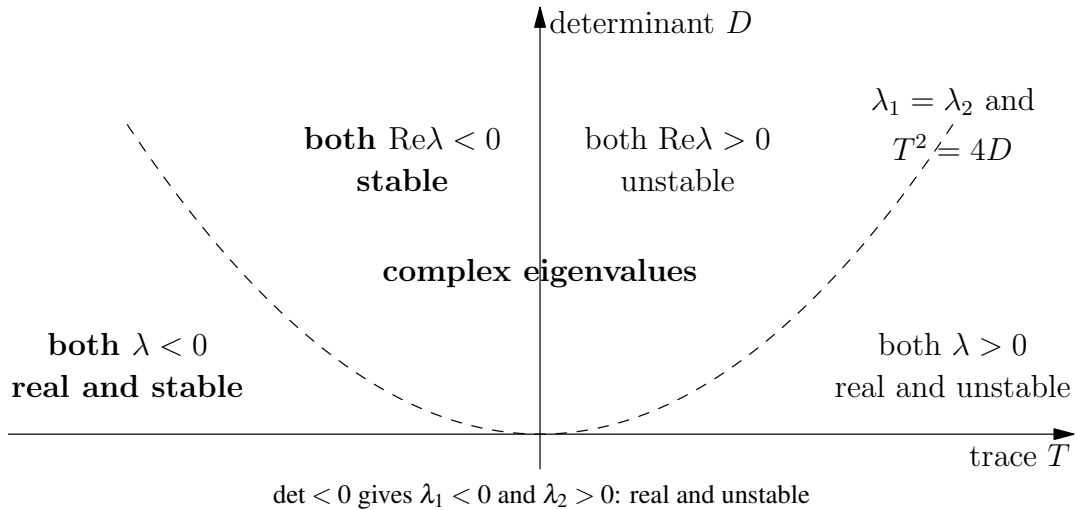 determinant D
λ₁ = λ₂ and
T² = 4D
both Reλ < 0
stable
both Reλ > 0
unstable
complex eigenvalues
both λ < 0
real and stable
both λ > 0
real and unstable
trace T
det < 0 gives λ₁ < 0 and λ₂ > 0: real and unstable